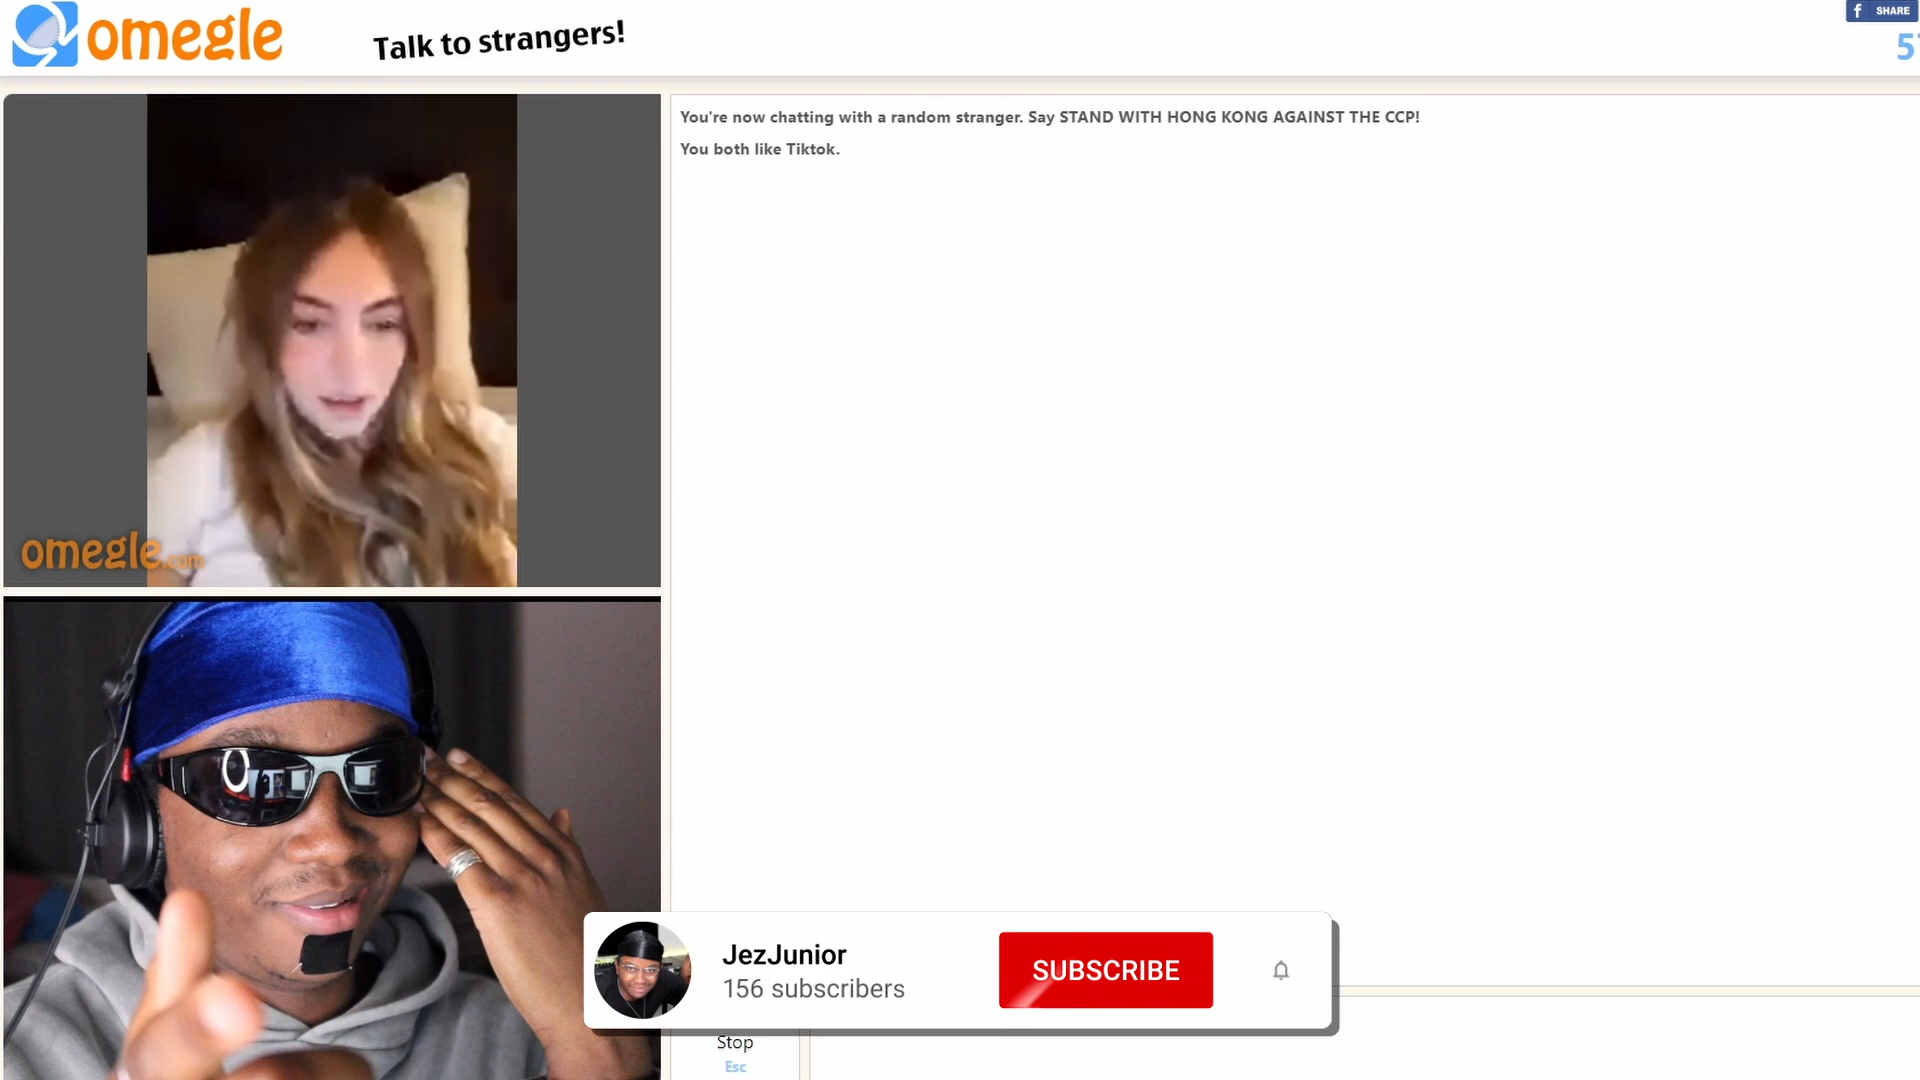 omegle
Talk to strangers!
f SHARE
You're now chatting with a random stranger. Say STAND WITH HONG KONG AGAINST THE CCP!
You both like Tiktok.
omegle.com
JezJunior
156 subscribers
SUBSCRIBE
Stop
Esc